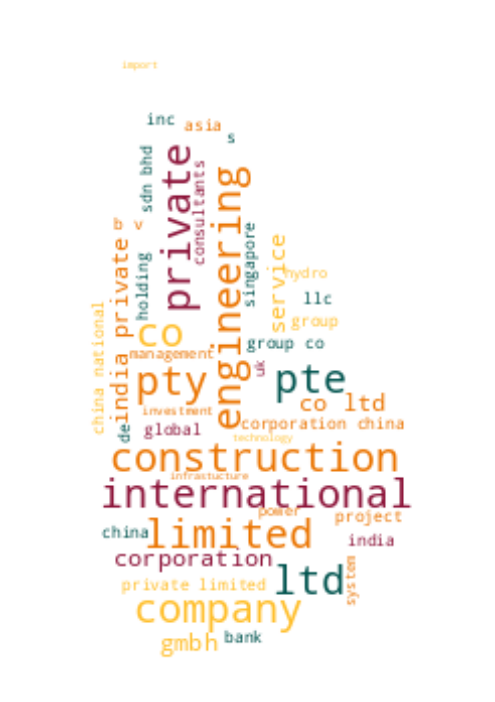 import
inc
asia
s
sdn bhd
private
consultants
engineering
b v
holding
singapore
service
hydro
india private
llc
china national
co
group
group co
management
uk
pty
pte
investment
co ltd
de
global
corporation china
technology
construction
infrastucture
international
power
project
china
limited
india
corporation
system
private limited
ltd
company
gmbh
bank